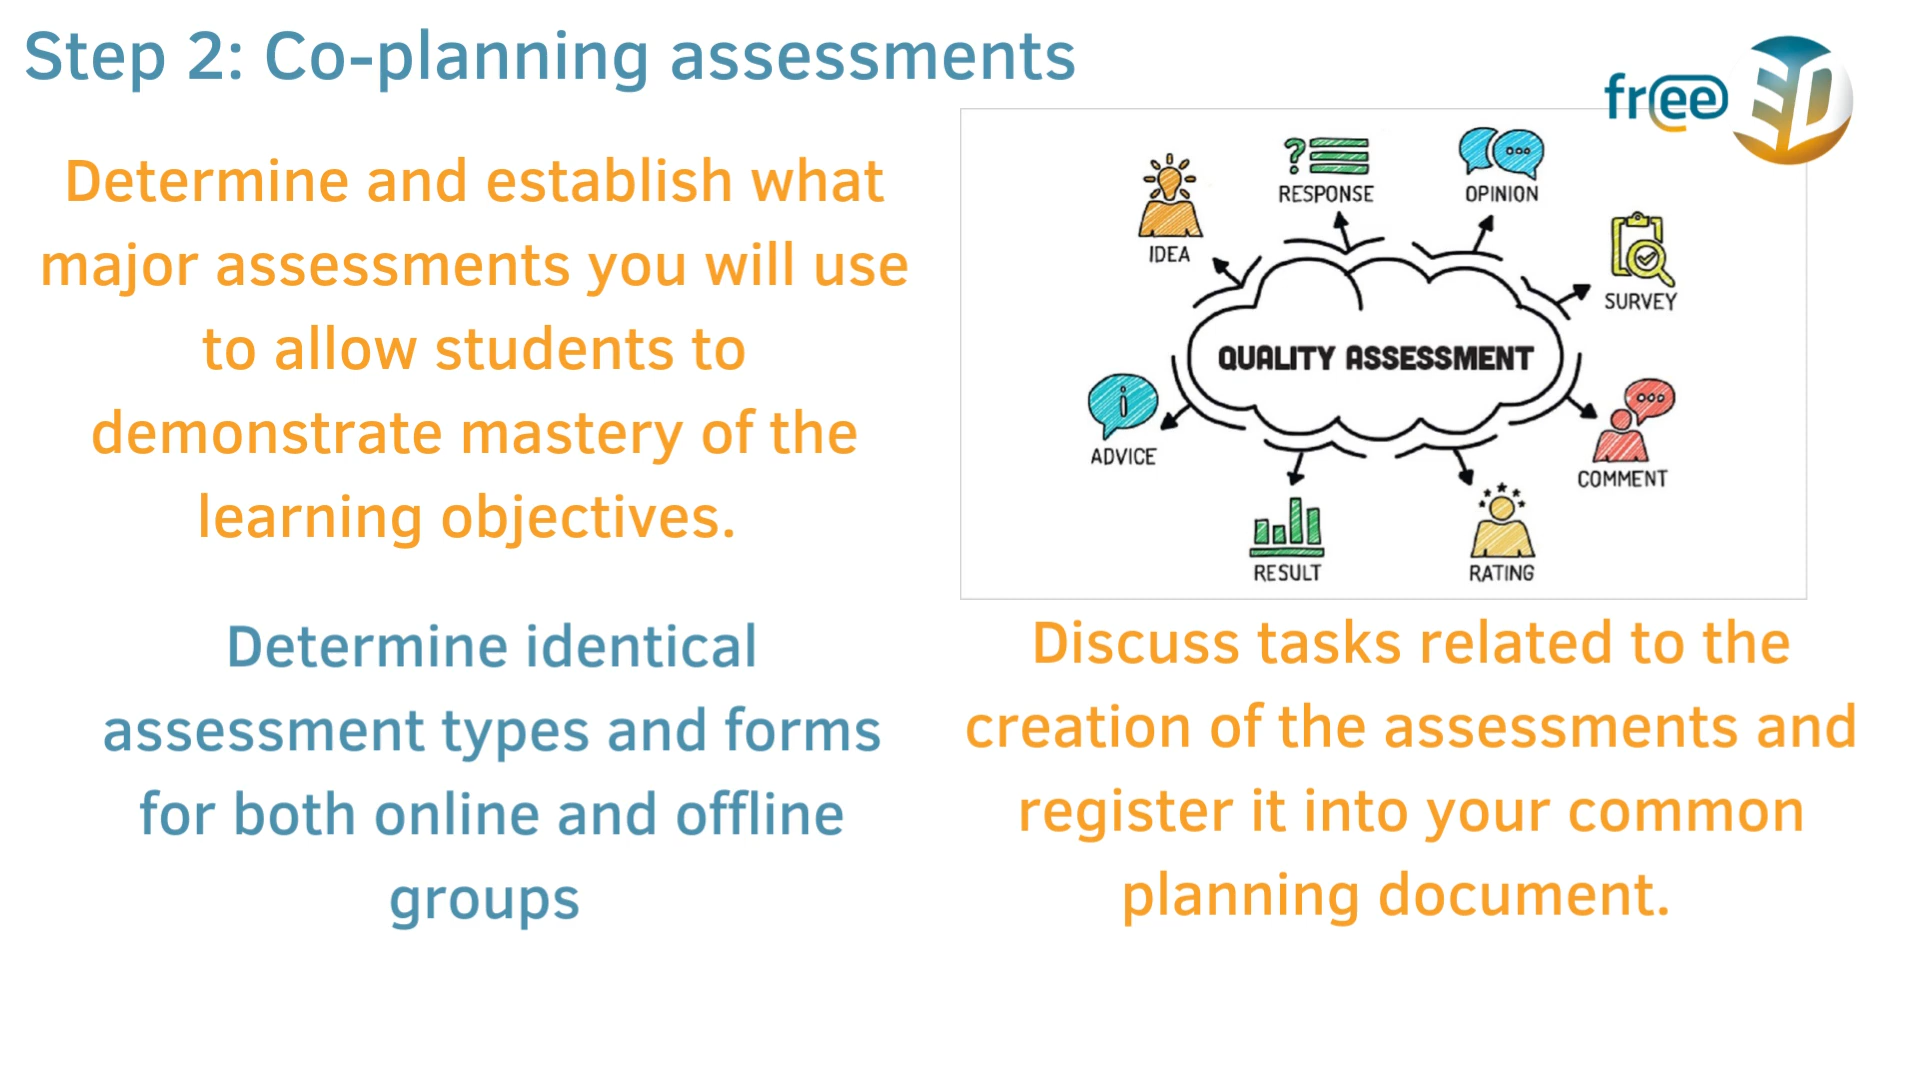 Step 2: Co-planning assessments
free
3D
Determine and establish what
major assessments you will use
to allow students to
demonstrate mastery of the
learning objectives.
IDEA
RESPONSE
OPINION
SURVEY
QUALITY ASSESSMENT
ADVICE
COMMENT
RESULT
RATING
Determine identical
assessment types and forms
for both online and offline
groups
Discuss tasks related to the
creation of the assessments and
register it into your common
planning document.